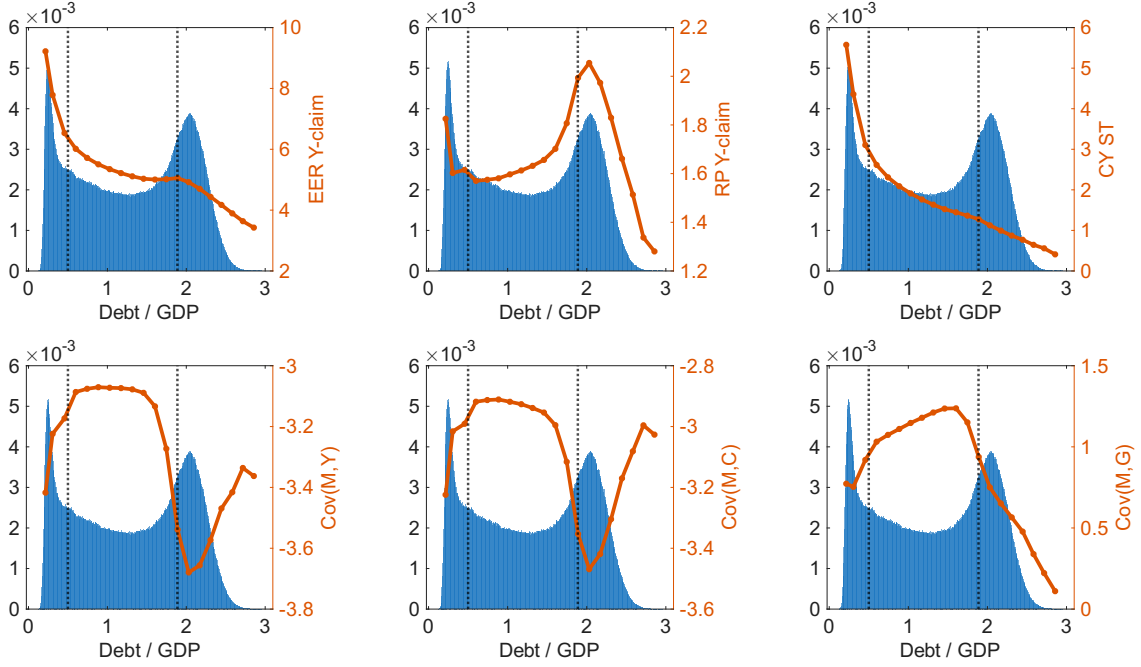 6 ×10-3 10
5
4
3
2
1
0
8
6
4
2
EER Y-claim
0 1 2 3
Debt / GDP
6 ×10-3 2.2
5
4
3
2
1
0
2
1.8
1.6
1.4
1.2
RP Y-claim
0 1 2 3
Debt / GDP
6 ×10-3 6
5
4
3
2
1
0
5
4
3
2
1
0
CY ST
0 1 2 3
Debt / GDP
6 ×10-3 -3
5
4
3
2
1
0
-3.2
-3.4
-3.6
-3.8
Cov(M,Y)
0 1 2 3
Debt / GDP
6 ×10-3 -2.8
5
4
3
2
1
0
-3
-3.2
-3.4
-3.6
Cov(M,C)
0 1 2 3
Debt / GDP
6 ×10-3 1.5
5
4
3
2
1
0
1
0.5
0
Cov(M,G)
0 1 2 3
Debt / GDP